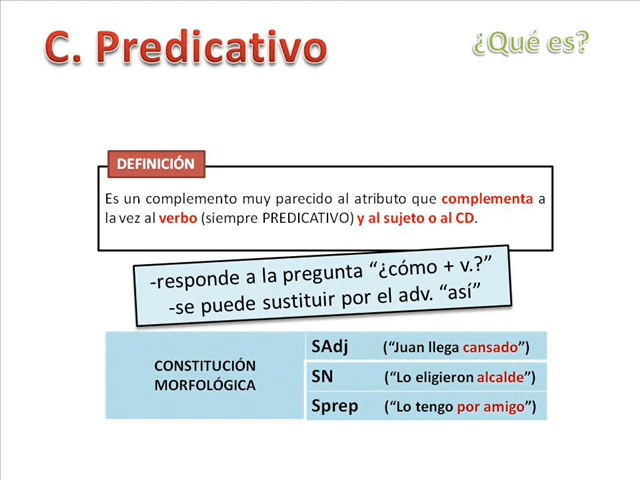 C. Predicativo
¿Qué es?
DEFINICIÓN
Es un complemento muy parecido al atributo que complementa a
la vez al verbo (siempre PREDICATIVO) y al sujeto o al CD.
-responde a la pregunta “¿cómo + v.?”
-se puede sustituir por el adv. “así”
CONSTITUCIÓN
MORFOLÓGICA
SAdj (“Juan llega cansado”)
SN (“Lo eligieron alcalde”)
Sprep (“Lo tengo por amigo”)